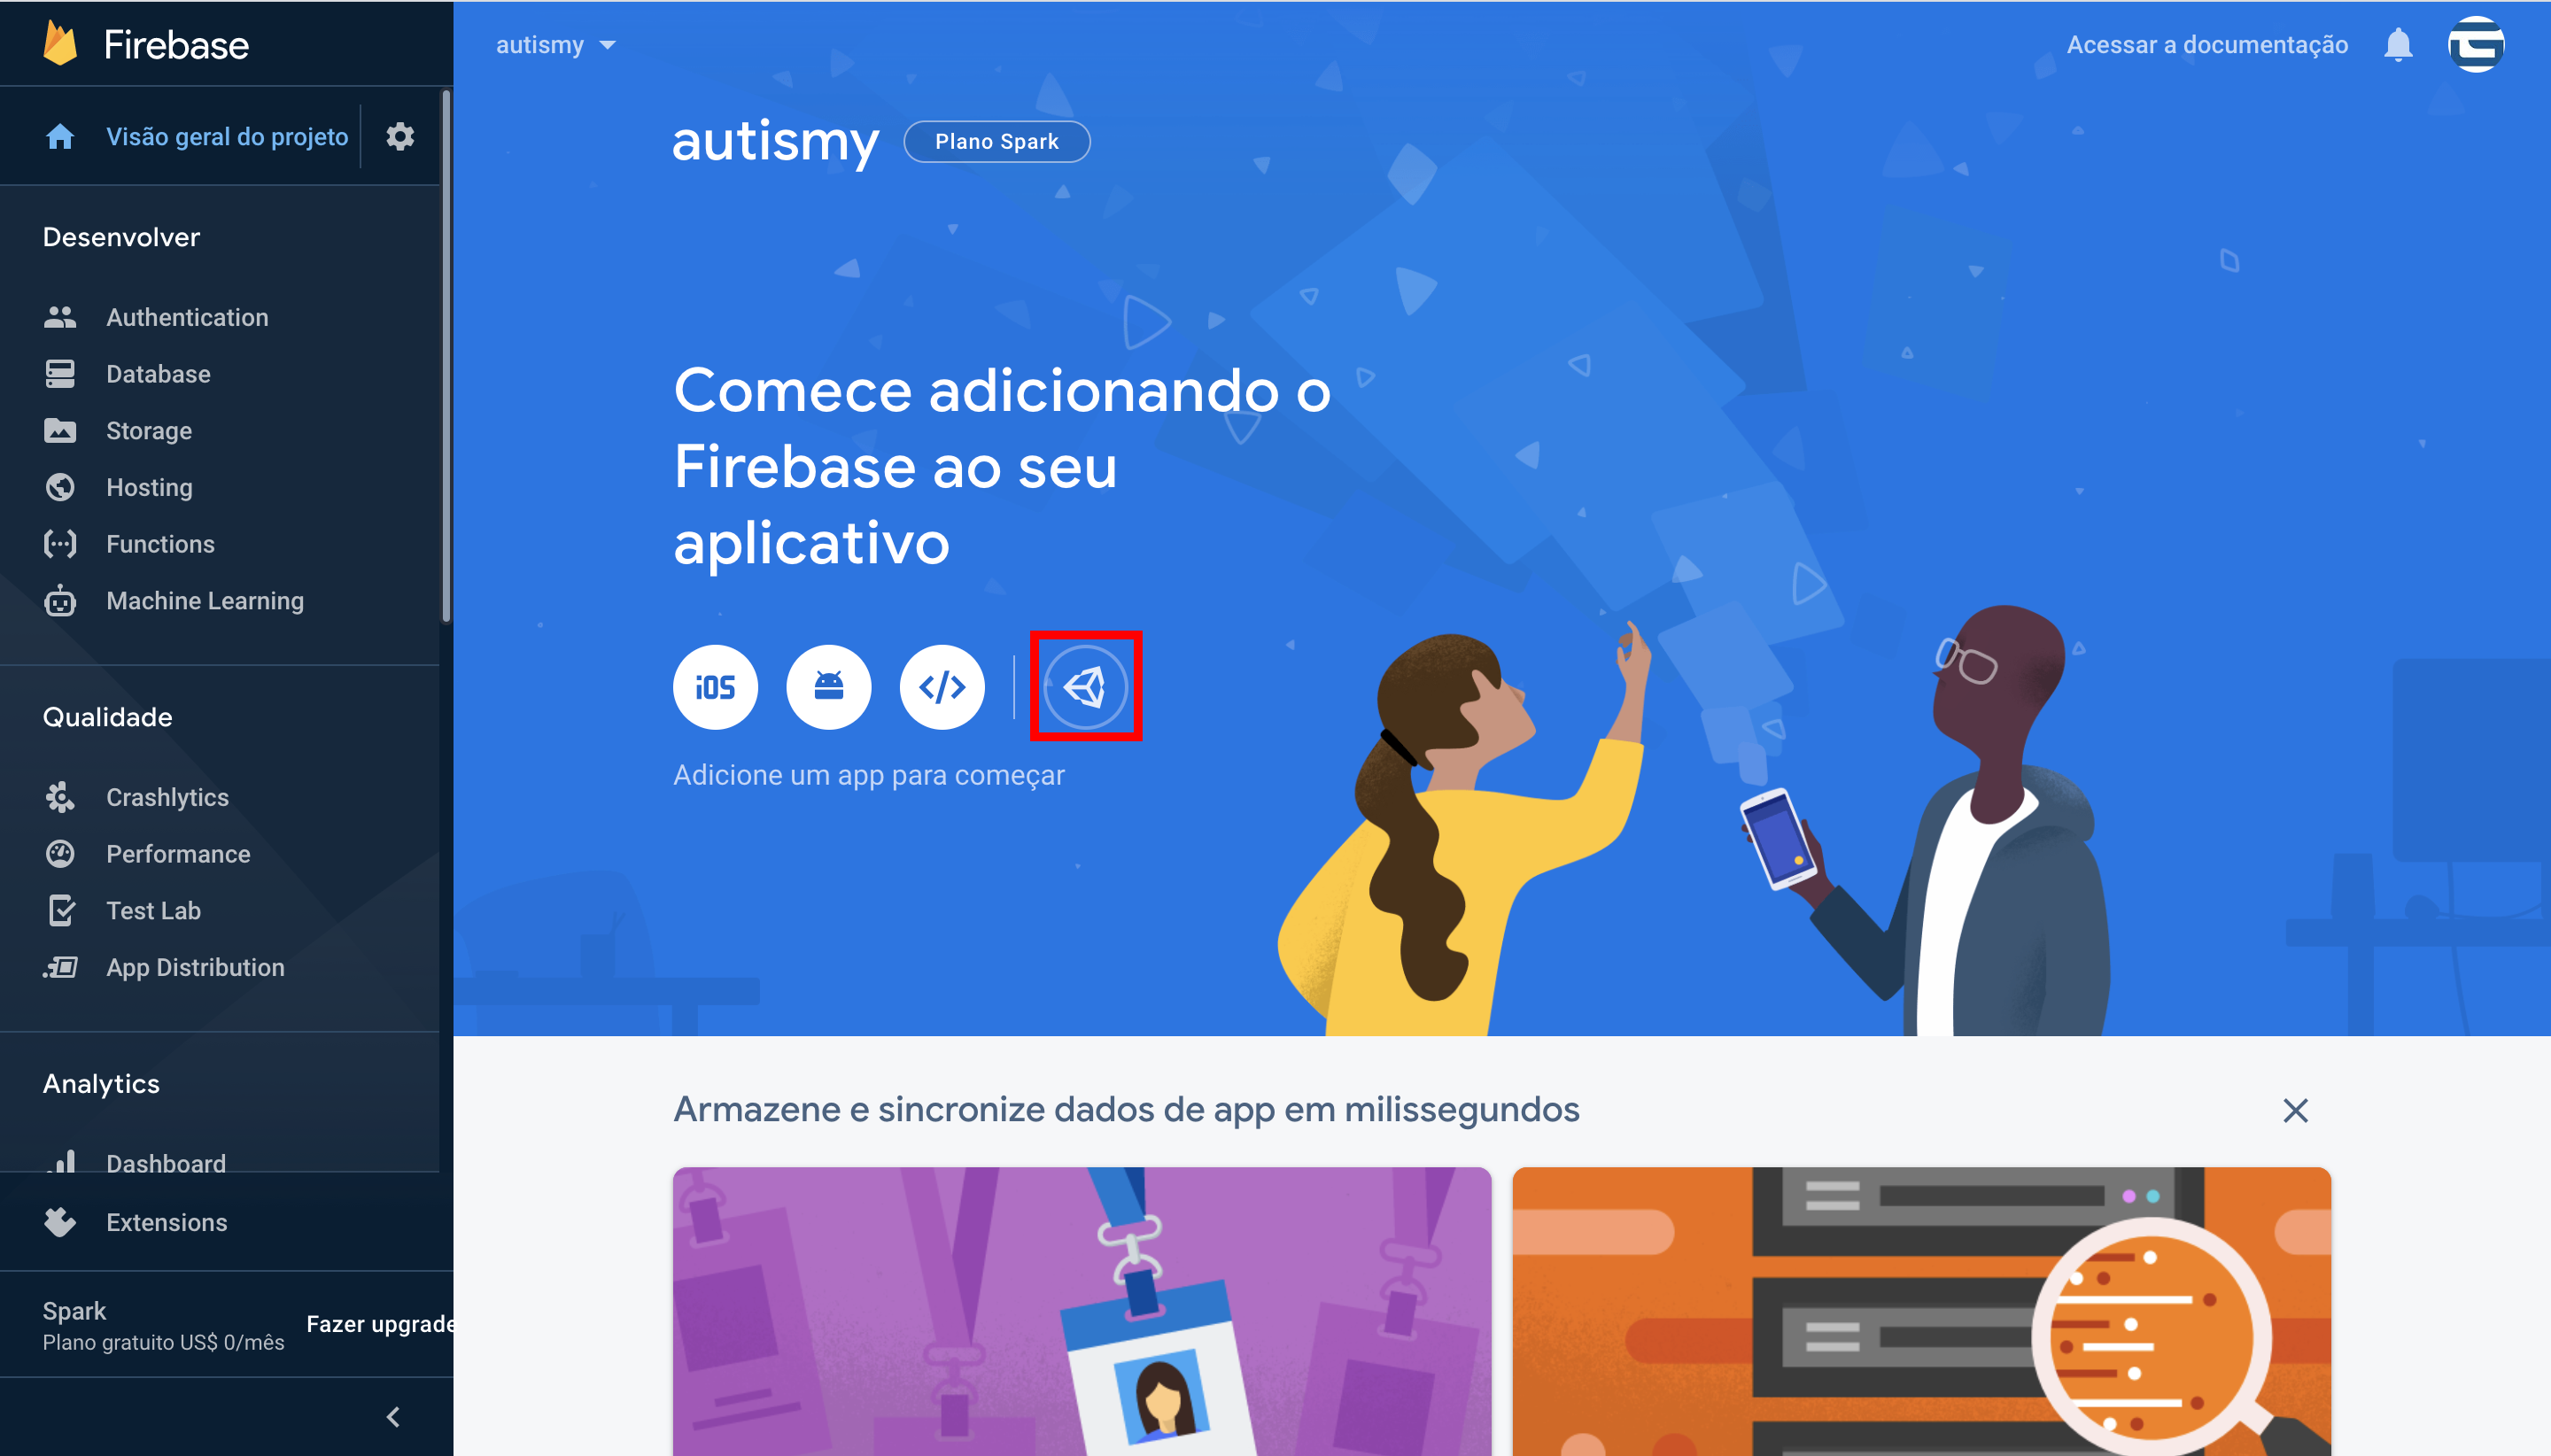 Firebase
Visão geral do projeto
Desenvolver
Authentication
Database
Storage
Hosting
Functions
Machine Learning
Qualidade
Crashlytics
Performance
Test Lab
App Distribution
Analytics
Dashboard
Extensions
Spark
Plano gratuito US$ 0/mês
Fazer upgrade
autismy
Acessar a documentação
autismy
Plano Spark
Comece adicionando o
Firebase ao seu
aplicativo
iOS
</>
Adicione um app para começar
Armazene e sincronize dados de app em milissegundos